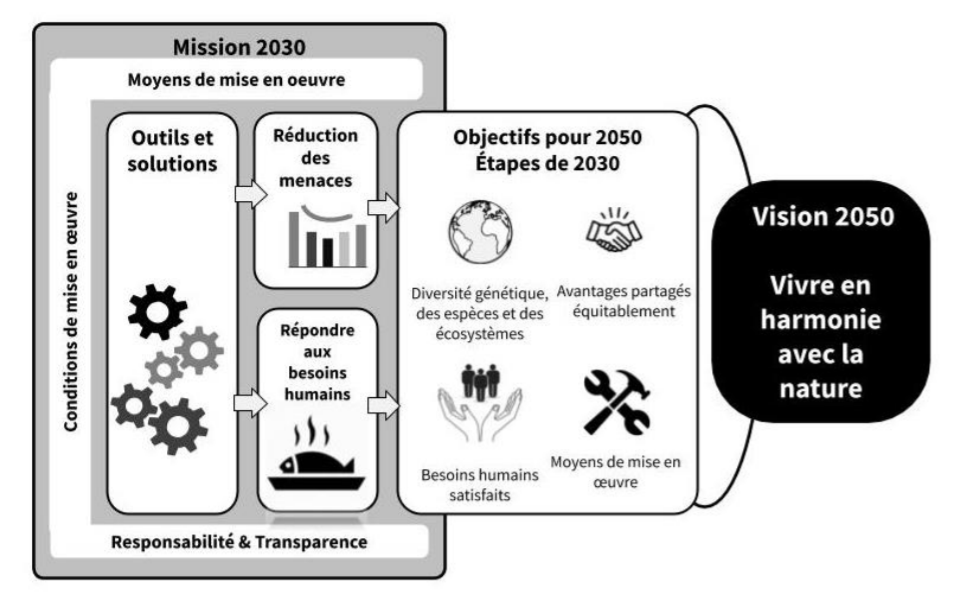 Mission 2030
Moyens de mise en oeuvre
Conditions de mise en œuvre
Outils et
solutions
Réduction
des
menaces
Répondre
aux
besoins
humains
Objectifs pour 2050
Étapes de 2030
Diversité génétique,
des espèces et des
écosystèmes
Avantages partagés
équitablement
Besoins humains
satisfaits
Moyens de mise en
œuvre
Vision 2050
Vivre en
harmonie
avec la
nature
Responsabilité & Transparence